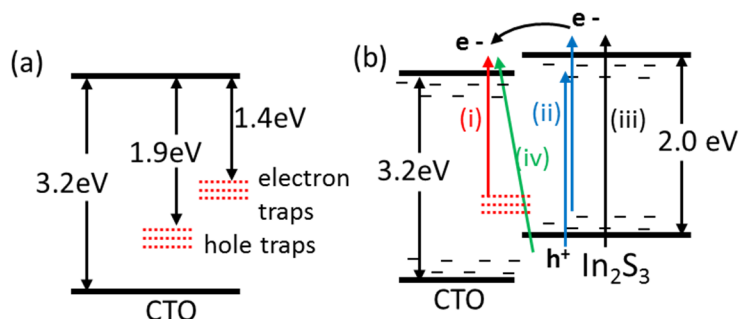 (a)
3.2eV
1.9eV
1.4eV
electron
traps
hole traps
CTO
(b)
e -
e -
(i)
(ii)
(iii)
(iv)
3.2eV
2.0 eV
h⁺
In₂S₃
CTO